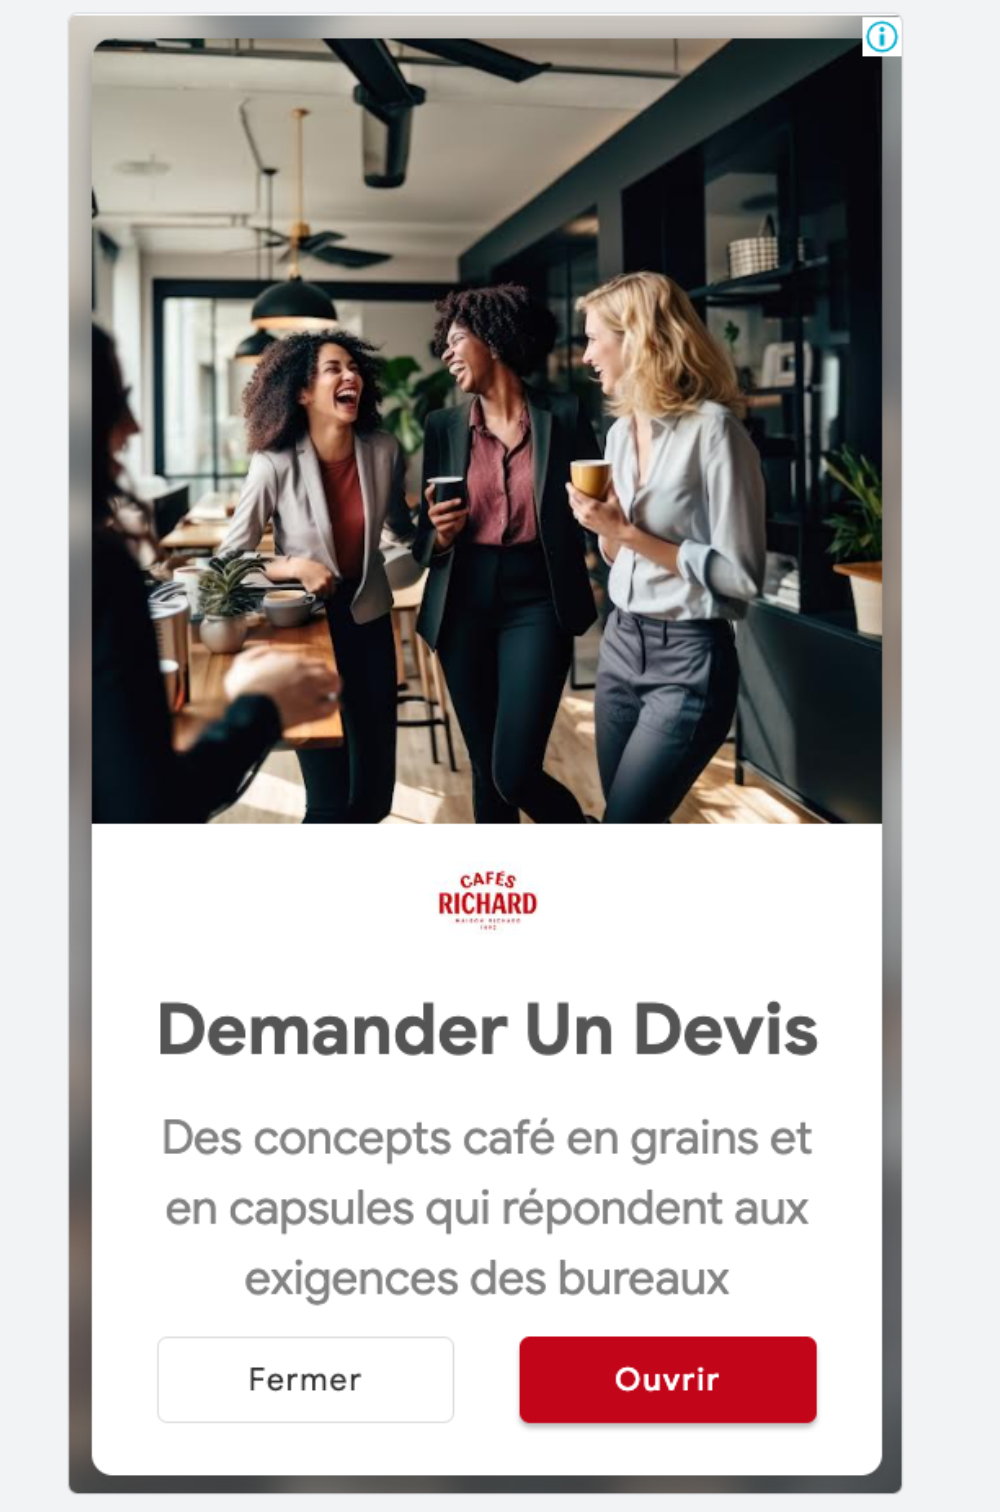 CAFÉS
RICHARD
MAISON RICHARD
1892
Demander Un Devis
Des concepts café en grains et
en capsules qui répondent aux
exigences des bureaux
Fermer
Ouvrir